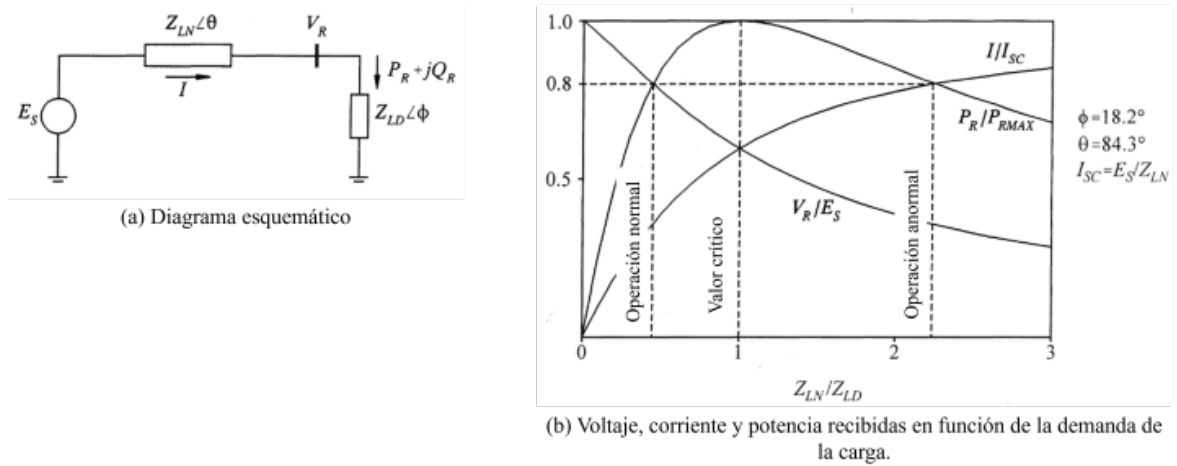 Z_LN∠θ
V_R
I
P_R + jQ_R
E_S
Z_LD∠ϕ
(a) Diagrama esquemático
1.0
0.8
0.5
I/I_SC
P_R/P_RMAX
V_R/E_S
Operación normal
Valor crítico
Operación anormal
ϕ=18.2°
θ=84.3°
I_SC=E_S/Z_LN
0
1
2
3
Z_LN/Z_LD
(b) Voltaje, corriente y potencia recibidas en función de la demanda de
la carga.